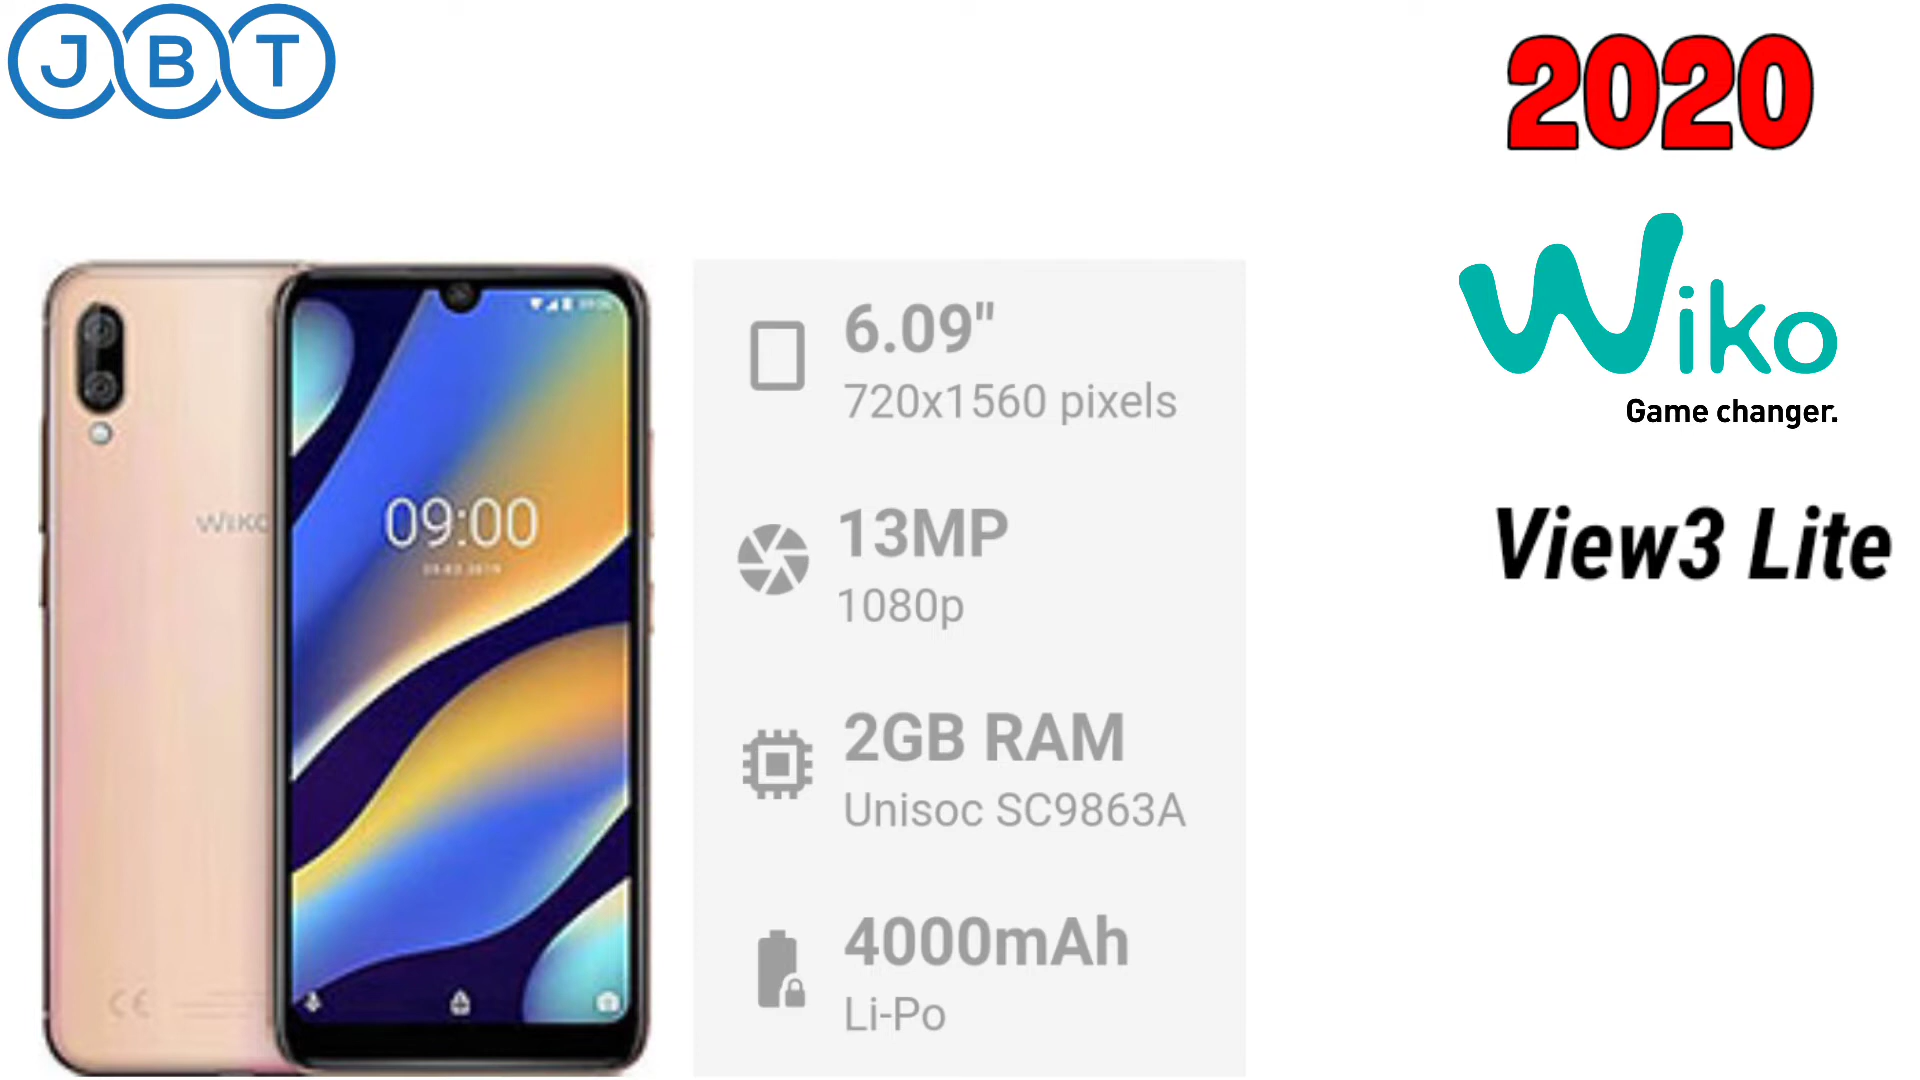 JBT
2020
Wiko
Game changer.
View3 Lite
WIKO
09:00
6.09"
720x1560 pixels
13MP
1080p
2GB RAM
Unisoc SC9863A
4000mAh
Li-Po
CE